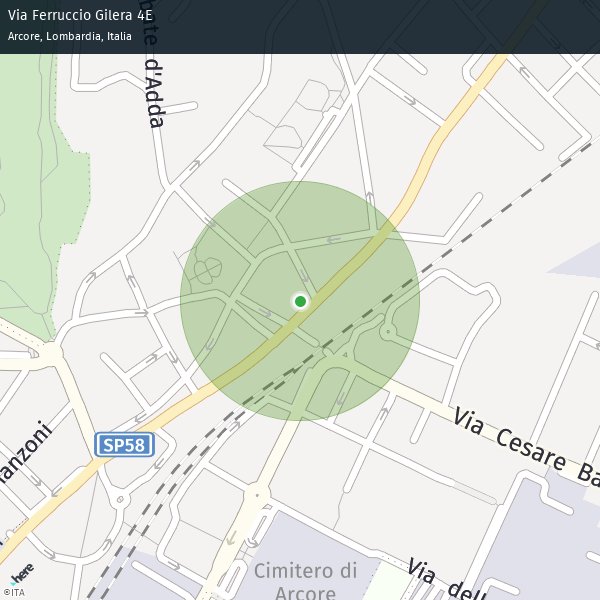 Via Ferruccio Gilera 4E
Arcore, Lombardia, Italia
bate d'Adda
SP58
anzoni
Via Cesare Ba
Cimitero di
Arcore
Via dell
here
©ITA